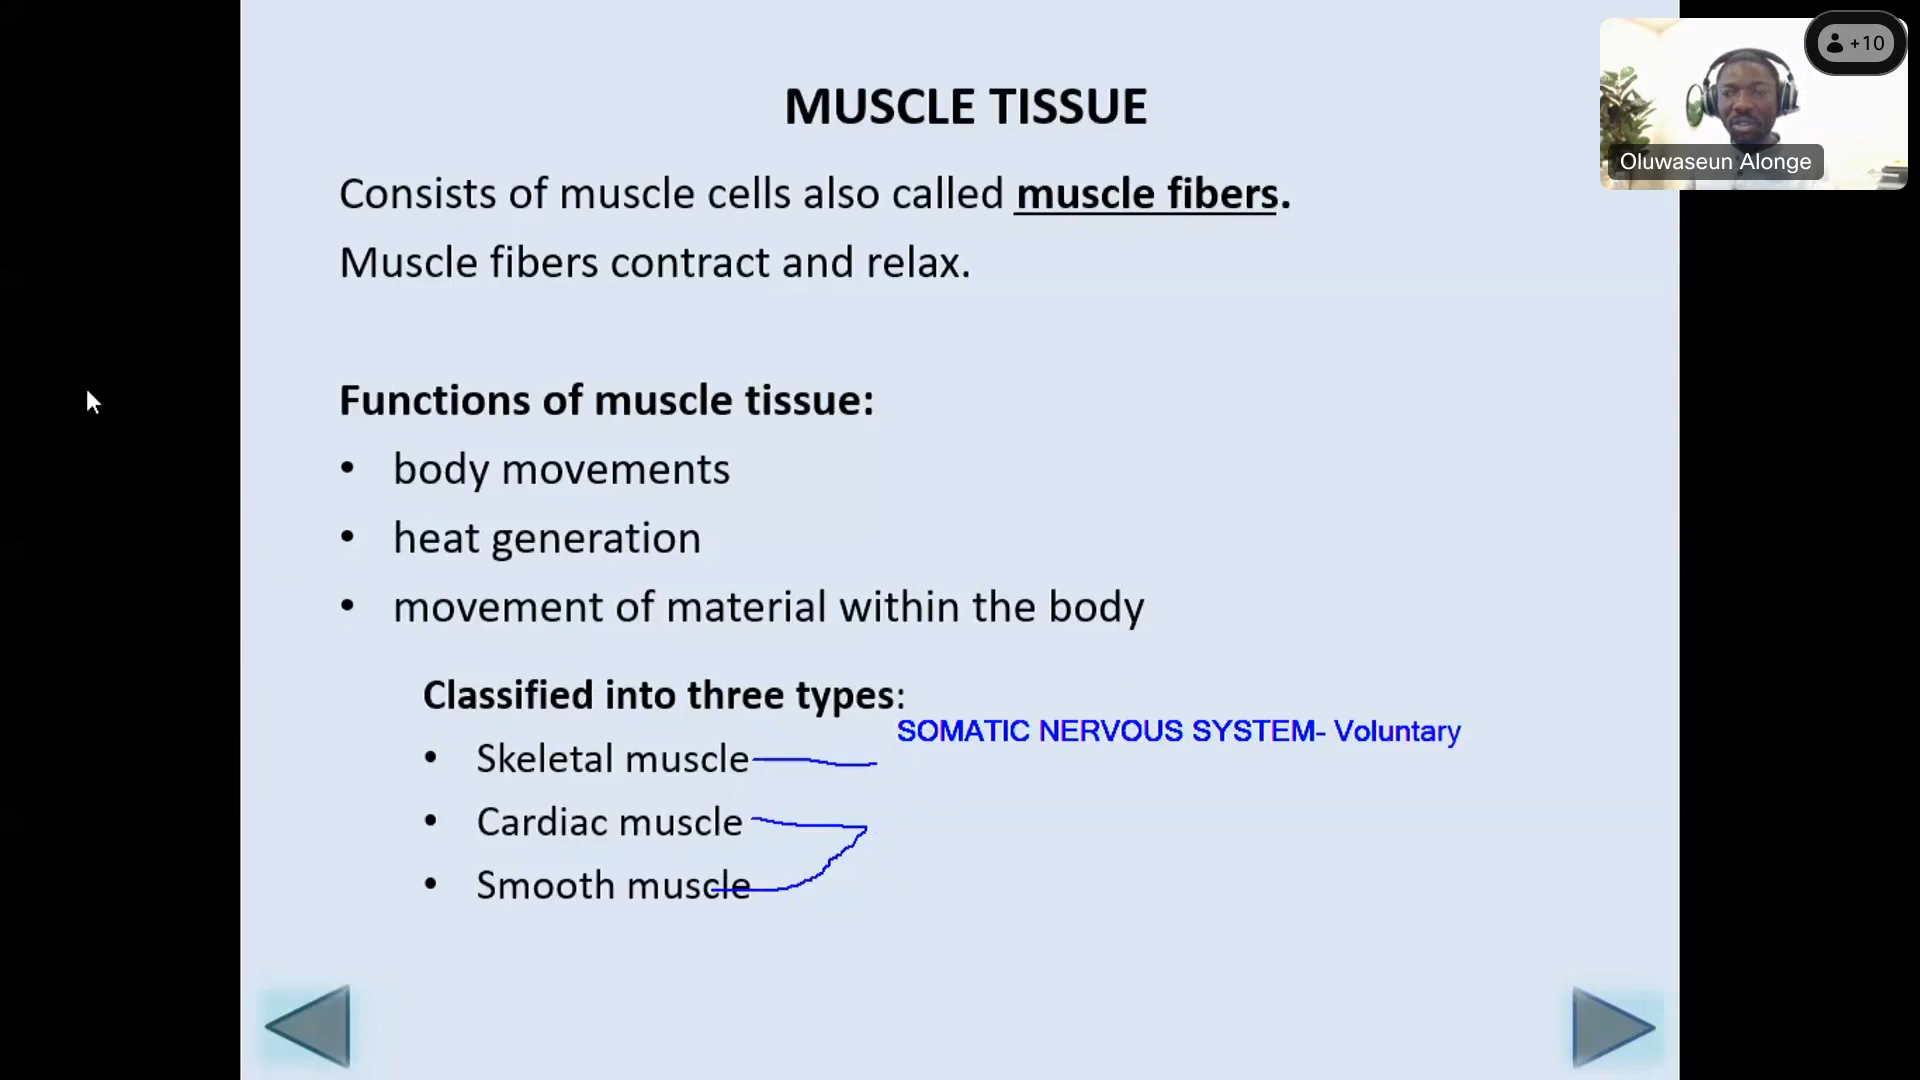 +10
Oluwaseun Alonge
MUSCLE TISSUE
Consists of muscle cells also called muscle fibers.
Muscle fibers contract and relax.
Functions of muscle tissue:
• body movements
• heat generation
• movement of material within the body
Classified into three types:
SOMATIC NERVOUS SYSTEM- Voluntary
• Skeletal muscle
• Cardiac muscle
• Smooth muscle